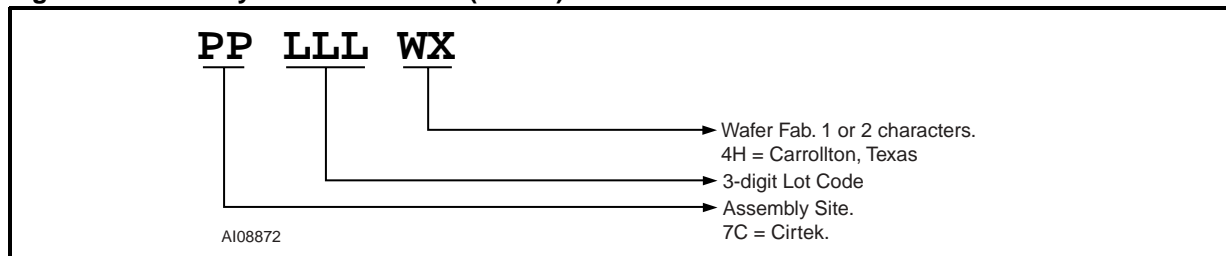 PP LLL WX
Wafer Fab. 1 or 2 characters.
4H = Carrollton, Texas
3-digit Lot Code
Assembly Site.
7C = Cirtek.
AI08872